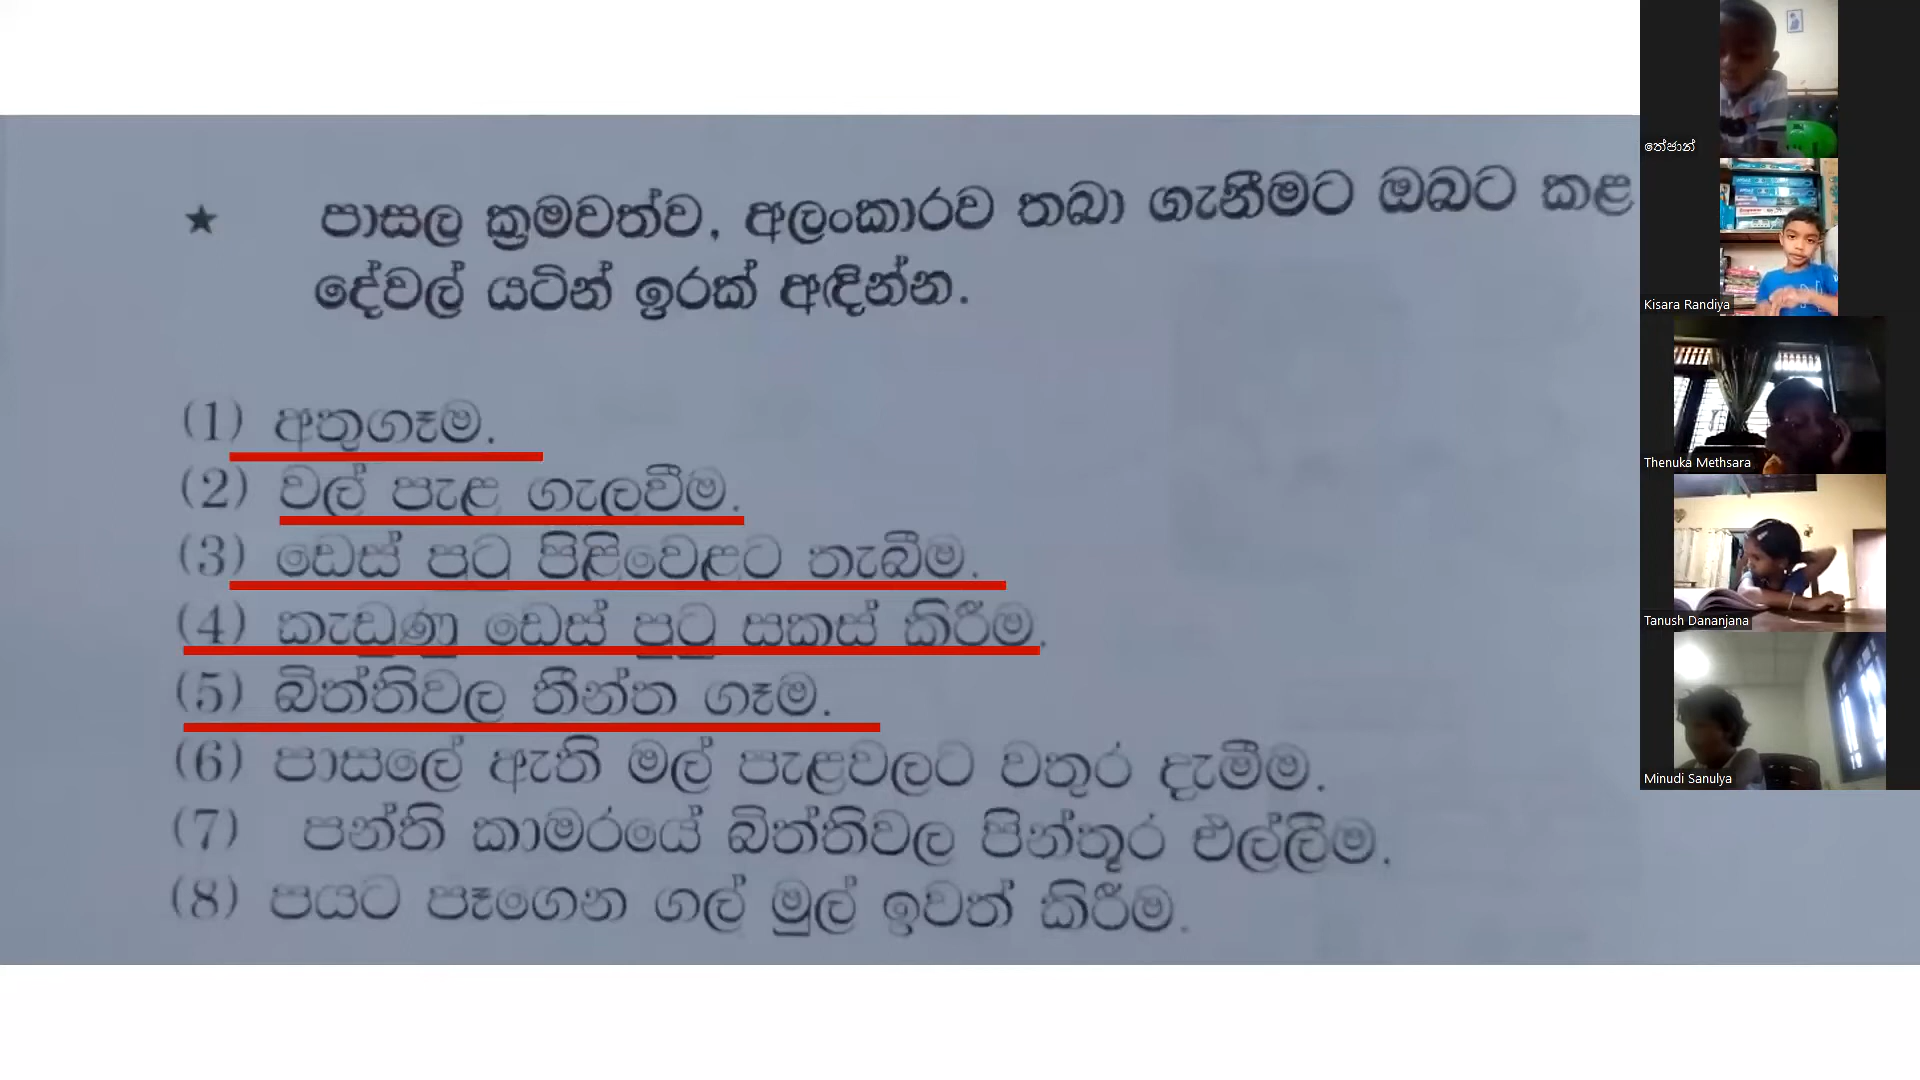 ★ පාසල ක්‍රමවත්ව, අලංකාරව තබා ගැනීමට ඔබට කළ
දේවල් යටින් ඉරක් අඳින්න.
(1) අතුගෑම.
(2) වල් පැළ ගැලවීම.
(3) ඩෙස් පුටු පිළිවෙළට තැබීම.
(4) කැඩුණු ඩෙස් පුටු සකස් කිරීම.
(5) බිත්තිවල තීන්ත ගෑම.
(6) පාසලේ ඇති මල් පැළවලට වතුර දැමීම.
(7) පන්ති කාමරයේ බිත්තිවල පින්තූර එල්ලීම.
(8) පයට පෑගෙන ගල් මුල් ඉවත් කිරීම.
තේජාන්
Kisara Randiya
Thenuka Methsara
Tanush Dananjana
Minudi Sanulya